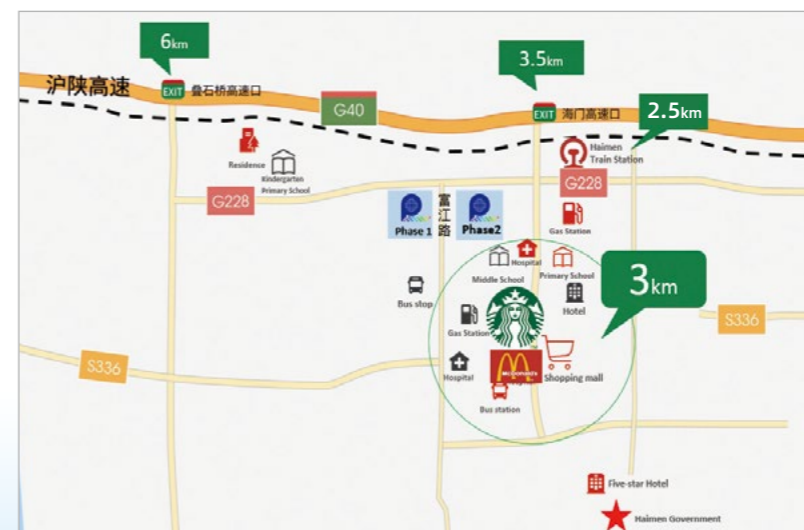 6km
3.5km
沪陕高速
EXIT
叠石桥高速口
G40
EXIT
海门高速口
2.5km
Haimen
Train Station
Residence
Kindergarten
Primary School
G228
G228
富江路
Phase 1
Phase2
Gas Station
Hospital
Middle School
Primary School
3km
Bus stop
Hotel
Gas Station
S336
S336
Hospital
McDonald's
Shopping mall
Bus station
Five-star Hotel
Haimen Government